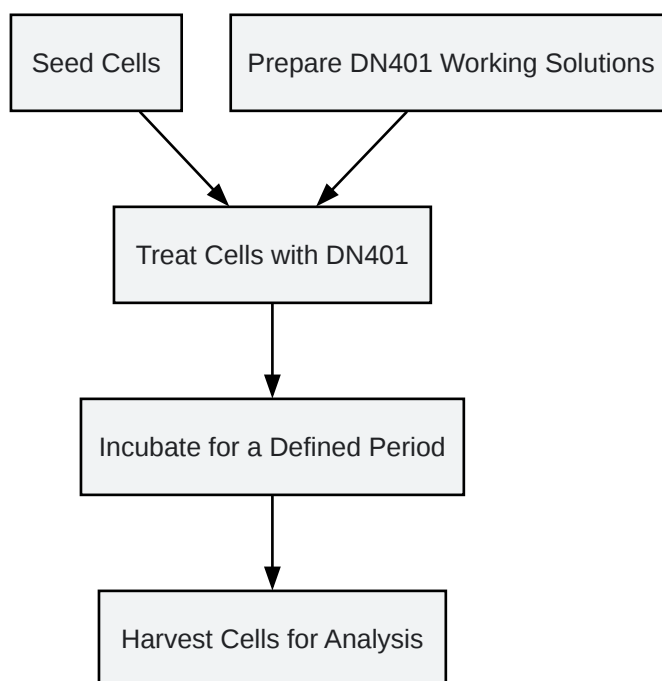 Seed Cells
Prepare DN401 Working Solutions
Treat Cells with DN401
Incubate for a Defined Period
Harvest Cells for Analysis